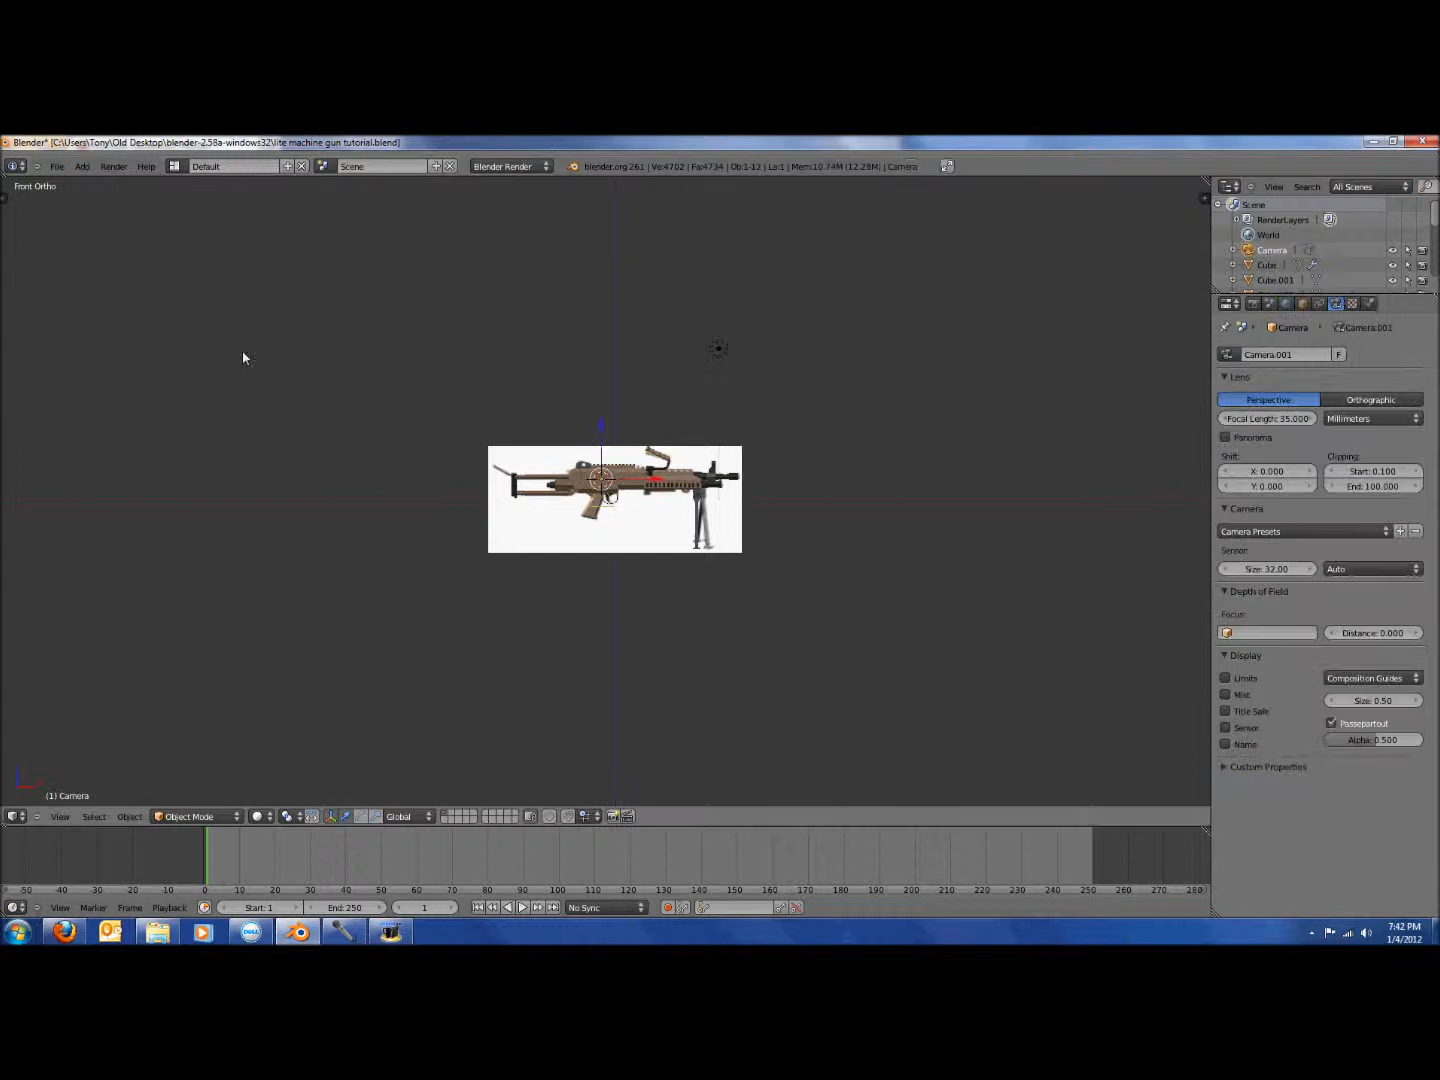 Blender* [C:\Users\Tony\Old Desktop\blender-2.58a-windows32\lite machine gun tutorial.blend]
File Add Render Help Default Scene Blender Render blender.org 261 | Ve:4702 | Fa:4734 | Ob:1-13 | La:1 | Mem:10.74M (12.28M) | Camera
Front Ortho
View Search All Scenes
Scene
RenderLayers |
World
Camera |
Cube |
Cube.001 |
Camera Camera.001
Camera.001 F
Lens
Perspective Orthographic
Focal Length: 35.000 Millimeters
Panorama
Shift: Clipping:
X: 0.000 Start: 0.100
Y: 0.000 End: 100.000
Camera
Camera Presets
Sensor:
Size: 32.00 Auto
Depth of Field
Focus:
Distance: 0.000
Display
Limits Composition Guides
Mist Size: 0.50
Title Safe Passepartout
Sensor
Name Alpha: 0.500
Custom Properties
(1) Camera
View Select Object Object Mode Global
-50 -40 -30 -20 -10 0 10 20 30 40 50 60 70 80 90 100 110 120 130 140 150 160 170 180 190 200 210 220 230 240 250 260 270 280
View Marker Frame Playback Start: 1 End: 250 1 No Sync
DELL
7:42 PM
1/4/2012